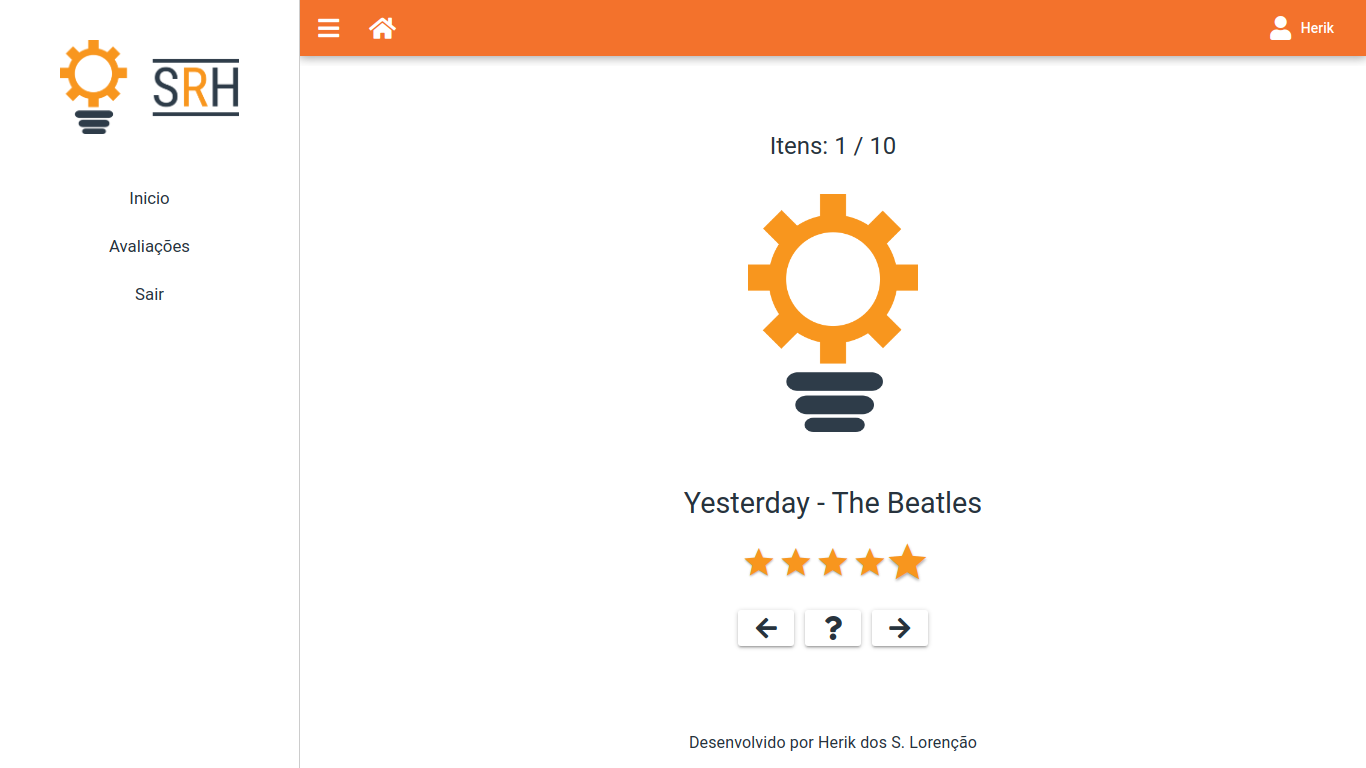 SRH
Inicio
Avaliações
Sair
Herik
Itens: 1 / 10
Yesterday - The Beatles
?
Desenvolvido por Herik dos S. Lorenção